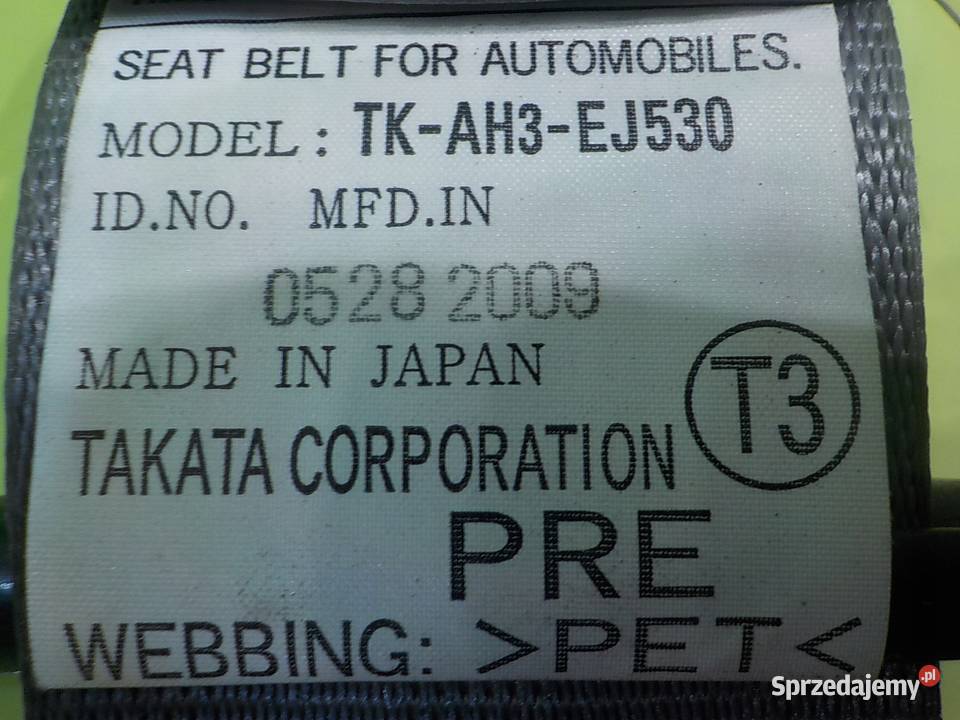 SEAT BELT FOR AUTOMOBILES.
MODEL : TK-AH3-EJ530
ID.NO. MFD.IN
0528 2009
MADE IN JAPAN
T3
TAKATA CORPORATION
PRE
WEBBING: >PET<
Sprzedajemy.pl